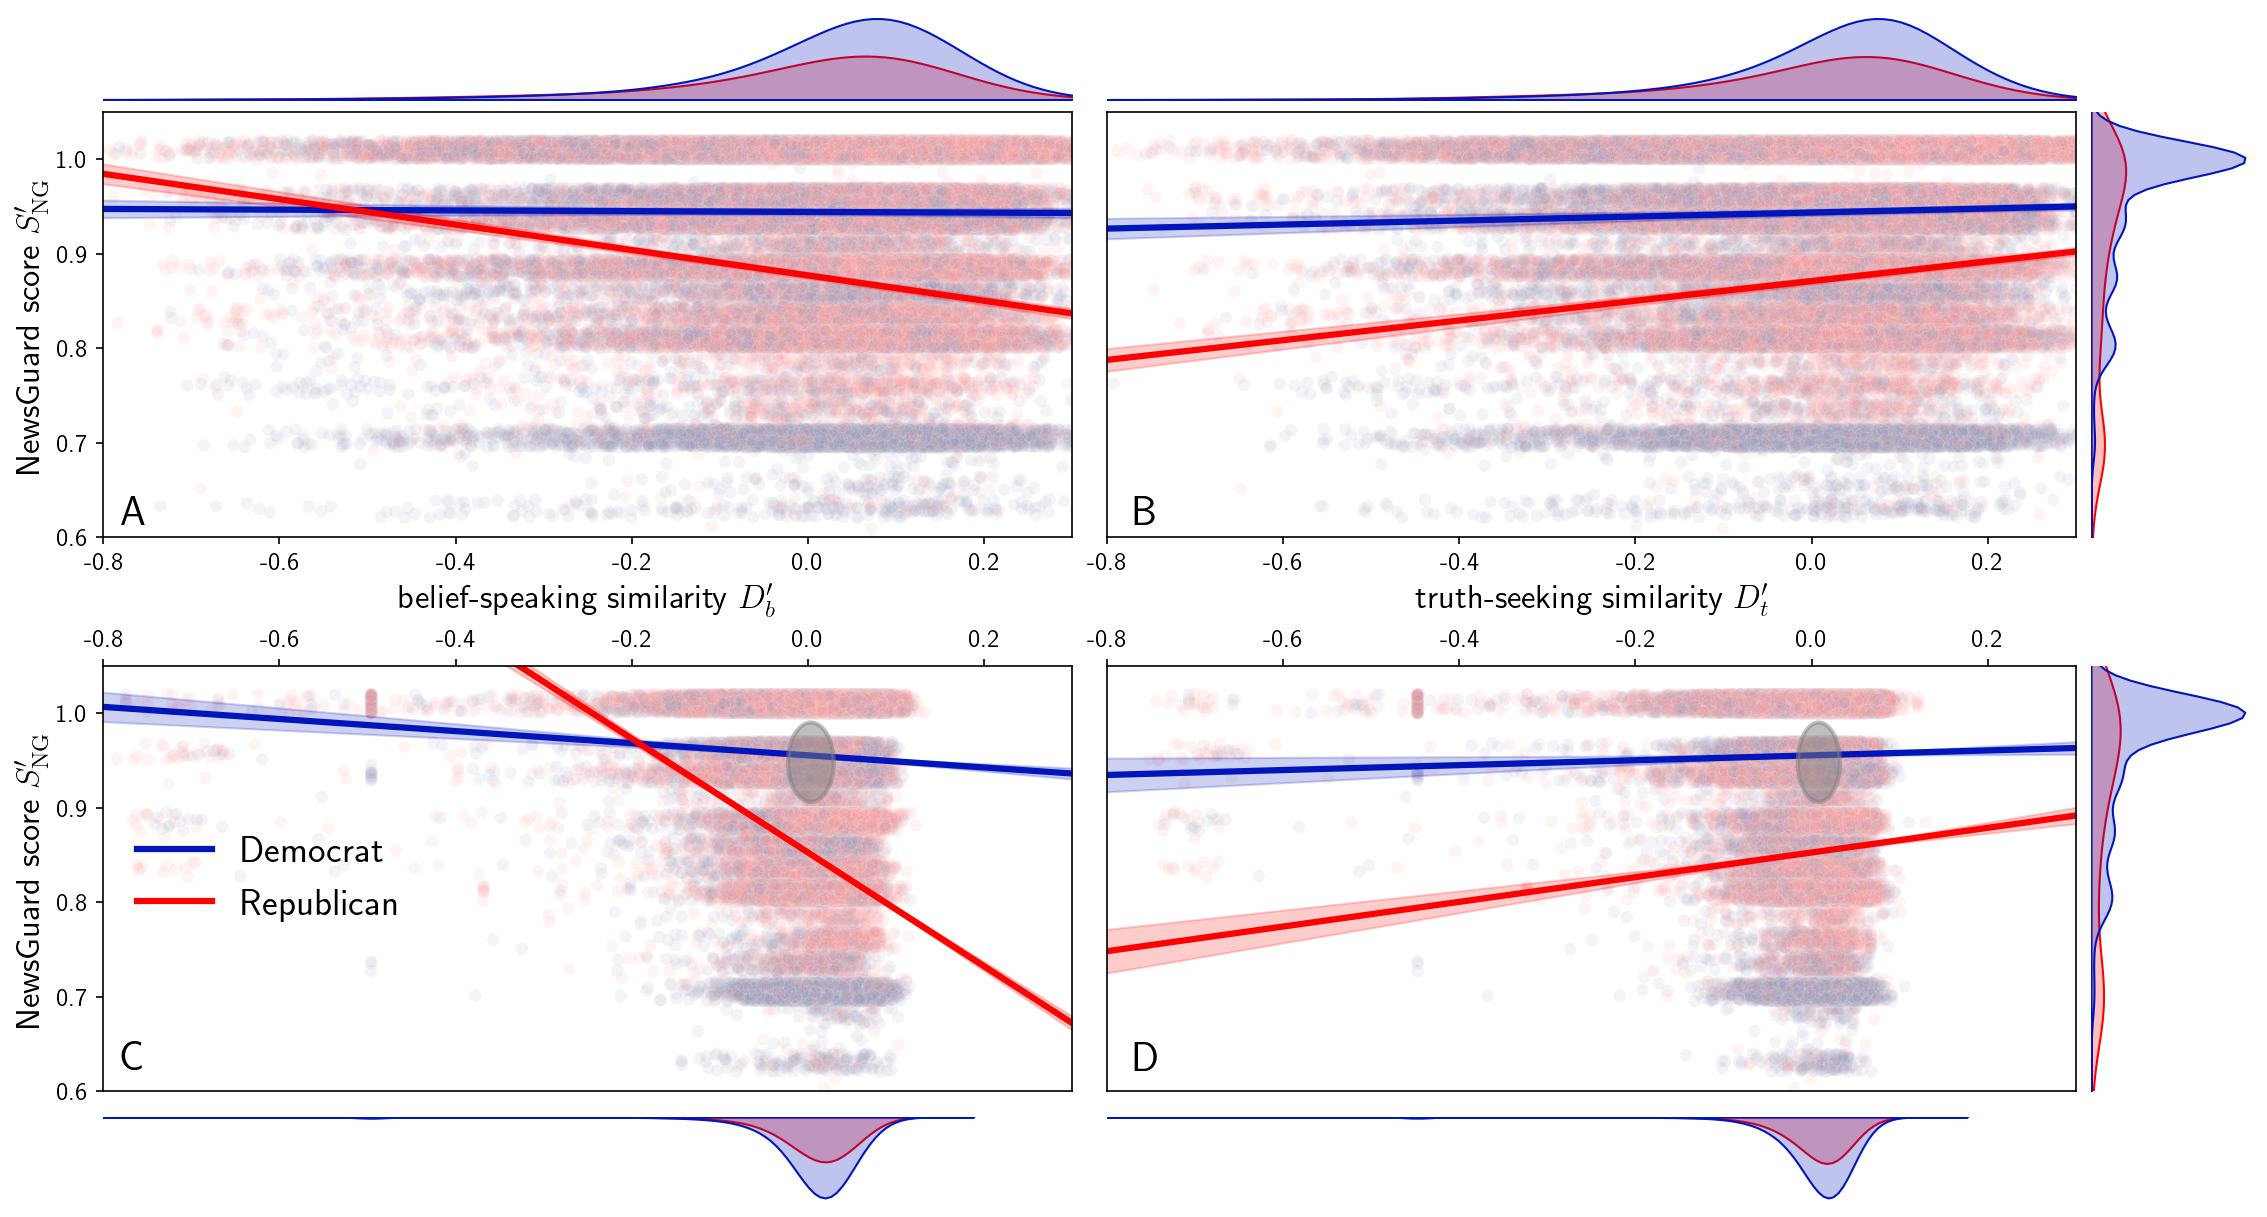 1.0
0.9
0.8
0.7
0.6
NewsGuard score S′NG
A
-0.8 -0.6 -0.4 -0.2 0.0 0.2
belief-speaking similarity D′b
B
-0.8 -0.6 -0.4 -0.2 0.0 0.2
truth-seeking similarity D′t
-0.8 -0.6 -0.4 -0.2 0.0 0.2
1.0
0.9
0.8
0.7
0.6
NewsGuard score S′NG
Democrat
Republican
C
-0.8 -0.6 -0.4 -0.2 0.0 0.2
D